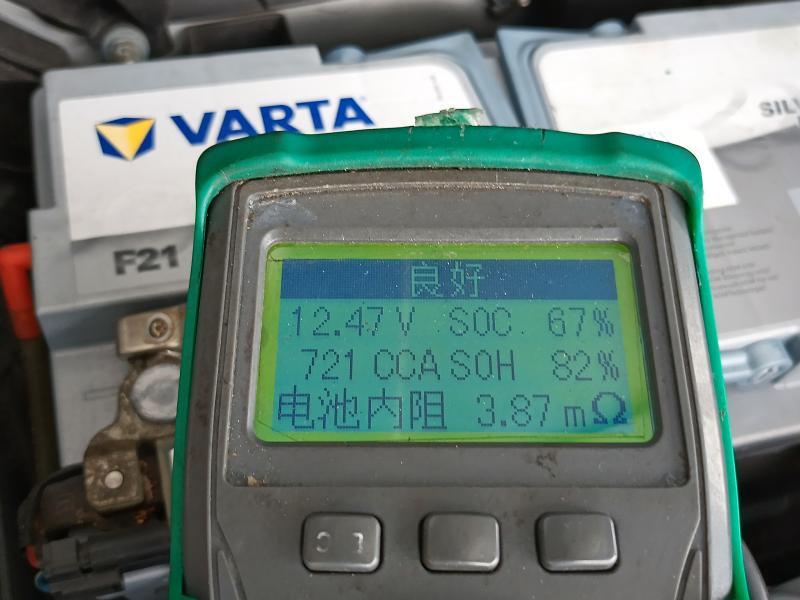 VARTA
SIL
F21
良好
12.47 V SOC 67%
721 CCA SOH 82%
电池内阻 3.87 mΩ